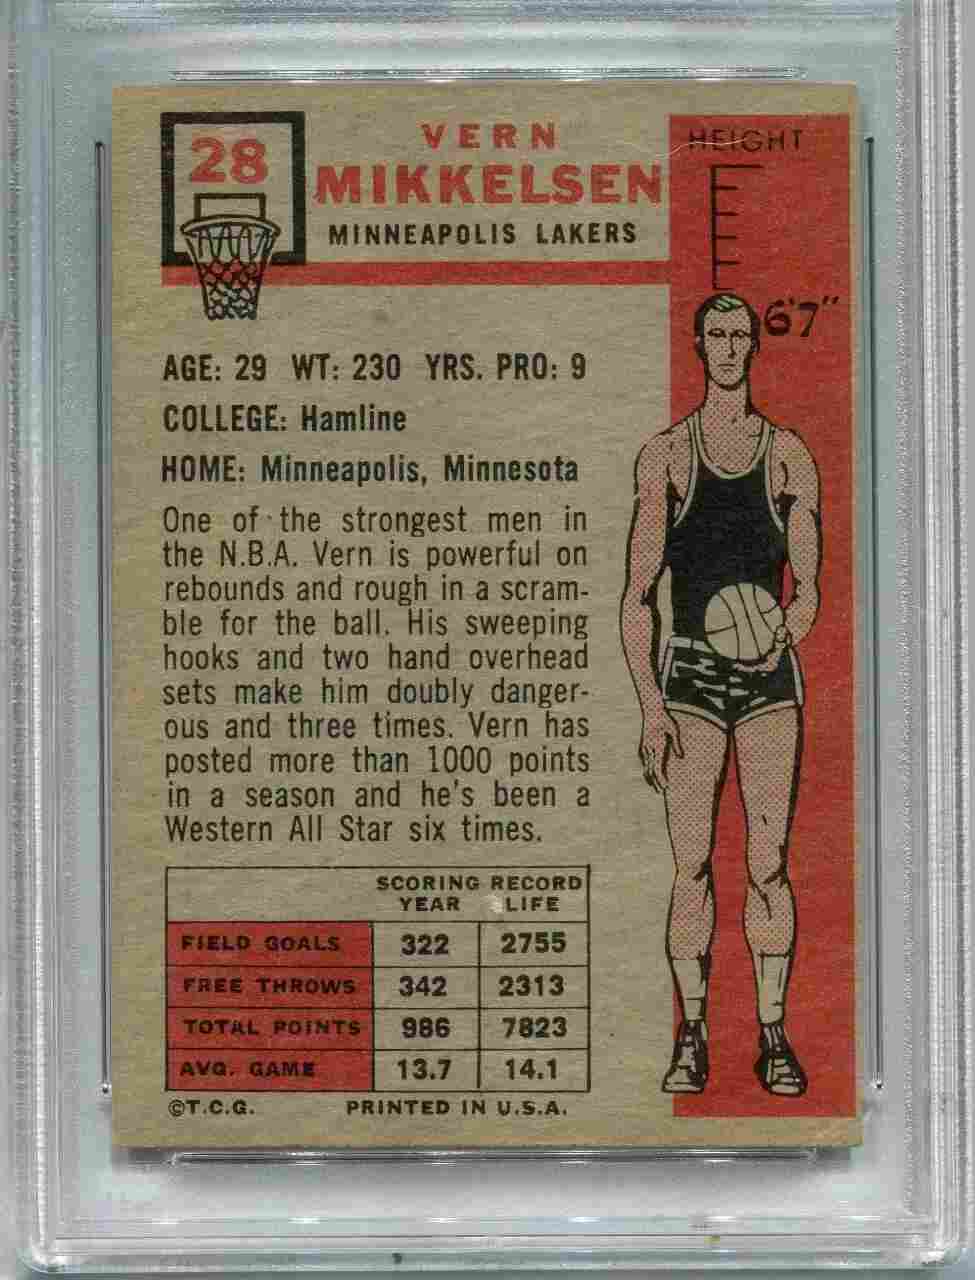 28
VERN
MIKKELSEN
MINNEAPOLIS LAKERS
HEIGHT
6'7"
AGE: 29 WT: 230 YRS. PRO: 9
COLLEGE: Hamline
HOME: Minneapolis, Minnesota
One of the strongest men in
the N.B.A. Vern is powerful on
rebounds and rough in a scram-
ble for the ball. His sweeping
hooks and two hand overhead
sets make him doubly danger-
ous and three times. Vern has
posted more than 1000 points
in a season and he's been a
Western All Star six times.
SCORING RECORD
YEAR LIFE
FIELD GOALS 322 2755
FREE THROWS 342 2313
TOTAL POINTS 986 7823
AVG. GAME 13.7 14.1
©T.C.G. PRINTED IN U.S.A.